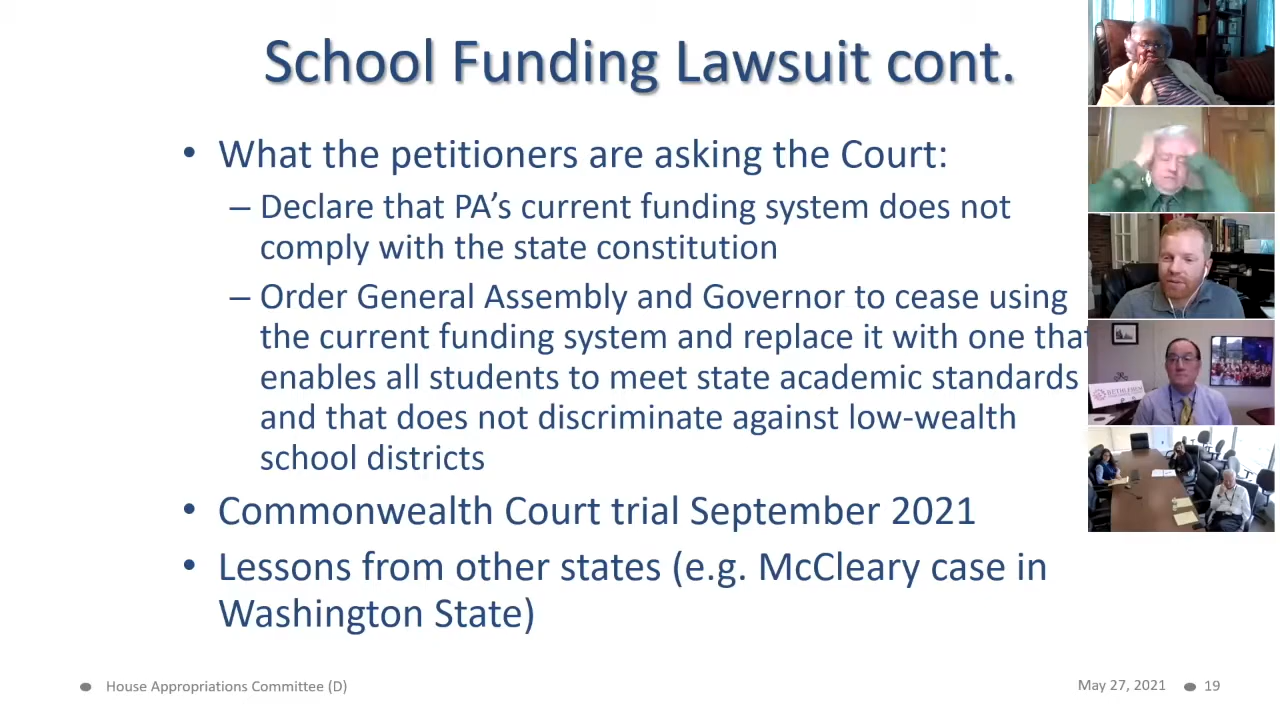 School Funding Lawsuit cont.
• What the petitioners are asking the Court:
– Declare that PA’s current funding system does not
comply with the state constitution
– Order General Assembly and Governor to cease using
the current funding system and replace it with one that
enables all students to meet state academic standards
and that does not discriminate against low-wealth
school districts
• Commonwealth Court trial September 2021
• Lessons from other states (e.g. McCleary case in
Washington State)
BETHLEHEM
House Appropriations Committee (D)
May 27, 2021 ● 19